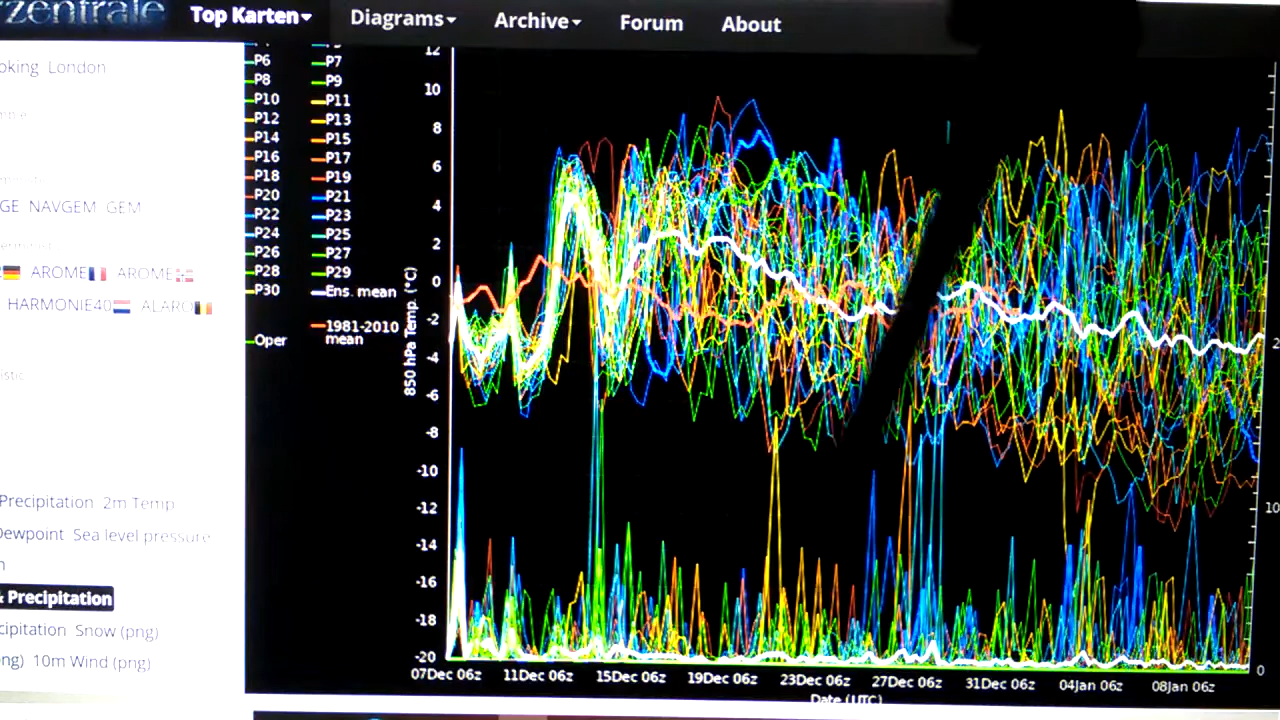 rzentrale Top Karten Diagrams Archive Forum About
oking London
GE NAVGEM GEM
AROME AROME
HARMONIE40 ALARO
Precipitation 2m Temp
Dewpoint Sea level pressure
& Precipitation
cipitation Snow (png)
ng) 10m Wind (png)
P6 P7
P8 P9
P10 P11
P12 P13
P14 P15
P16 P17
P18 P19
P20 P21
P22 P23
P24 P25
P26 P27
P28 P29
P30 Ens. mean
Oper 1981-2010
mean
850 hPa Temp. (°C)
12
10
8
6
4
2
0
-2
-4
-6
-8
-10
-12
-14
-16
-18
-20
2
10
0
07Dec 06z 11Dec 06z 15Dec 06z 19Dec 06z 23Dec 06z 27Dec 06z 31Dec 06z 04Jan 06z 08Jan 06z
Date (UTC)